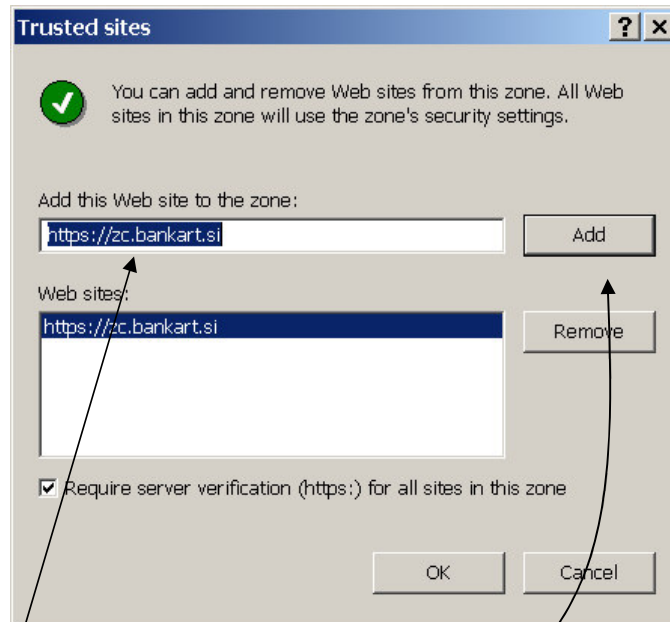 Trusted sites
You can add and remove Web sites from this zone. All Web
sites in this zone will use the zone's security settings.
Add this Web site to the zone:
https://zc.bankart.si
Add
Web sites:
https://zc.bankart.si
Remove
Require server verification (https:) for all sites in this zone
OK
Cancel